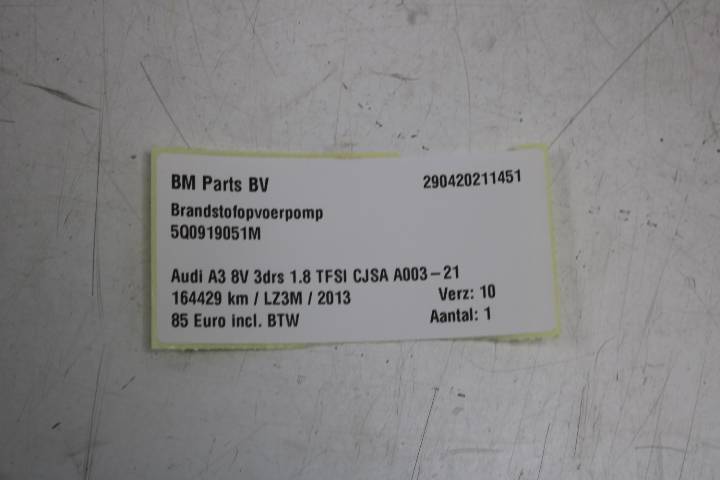 BM Parts BV 290420211451
Brandstofopvoerpomp
5Q0919051M
Audi A3 8V 3drs 1.8 TFSI CJSA A003-21
164429 km / LZ3M / 2013 Verz: 10
85 Euro incl. BTW Aantal: 1